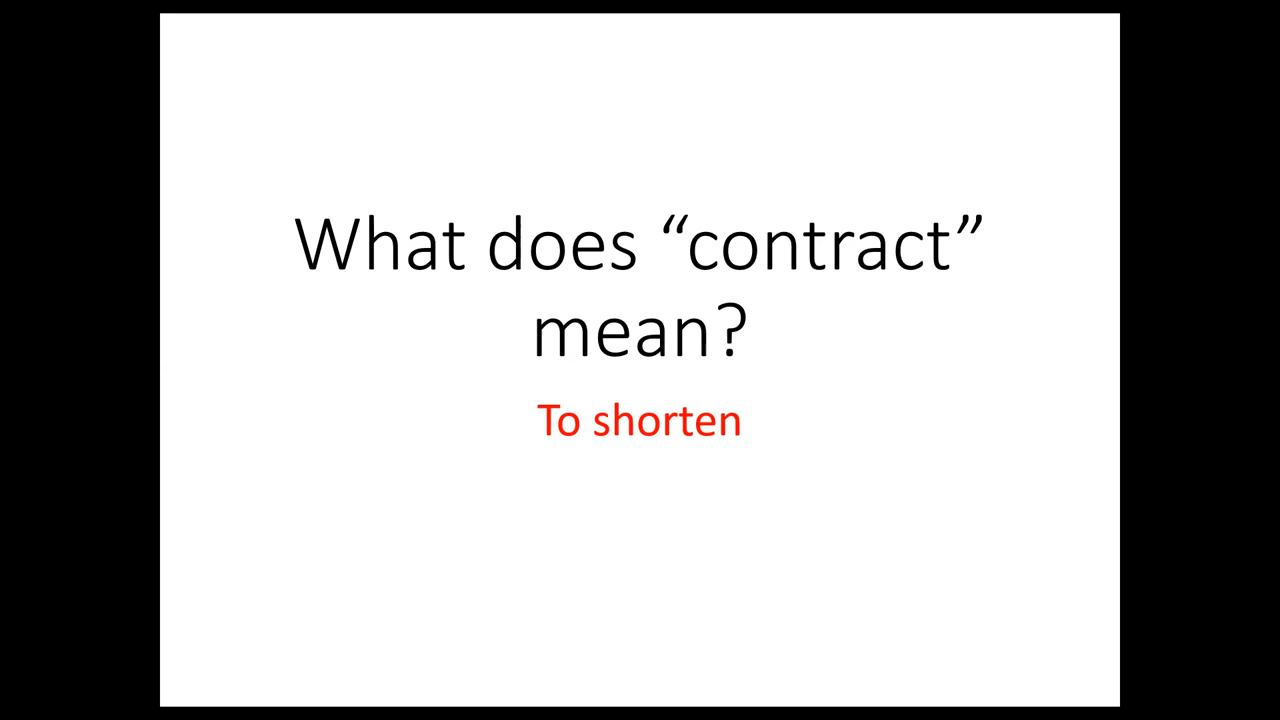 What does “contract”
mean?
To shorten